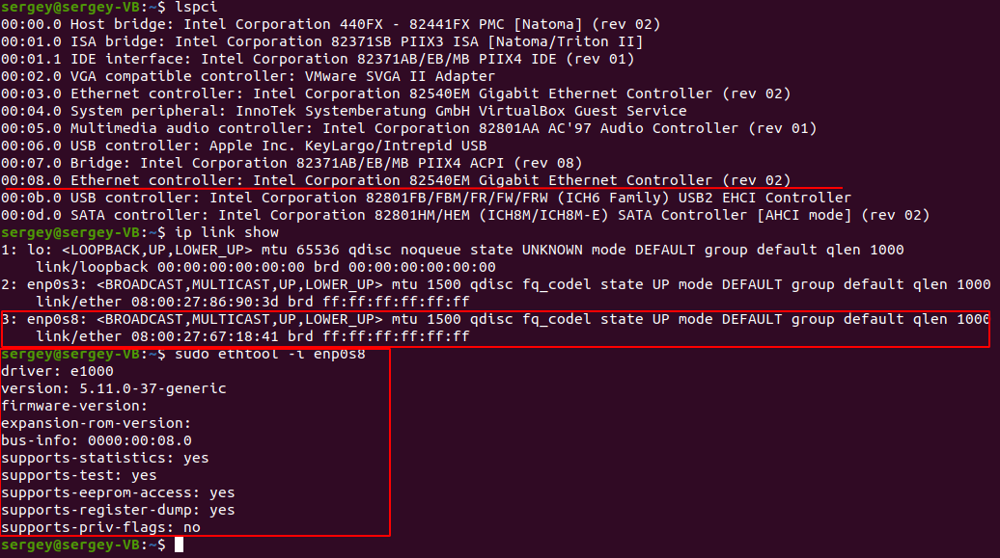 sergey@sergey-VB:~$ lspci
00:00.0 Host bridge: Intel Corporation 440FX - 82441FX PMC [Natoma] (rev 02)
00:01.0 ISA bridge: Intel Corporation 82371SB PIIX3 ISA [Natoma/Triton II]
00:01.1 IDE interface: Intel Corporation 82371AB/EB/MB PIIX4 IDE (rev 01)
00:02.0 VGA compatible controller: VMware SVGA II Adapter
00:03.0 Ethernet controller: Intel Corporation 82540EM Gigabit Ethernet Controller (rev 02)
00:04.0 System peripheral: InnoTek Systemberatung GmbH VirtualBox Guest Service
00:05.0 Multimedia audio controller: Intel Corporation 82801AA AC'97 Audio Controller (rev 01)
00:06.0 USB controller: Apple Inc. KeyLargo/Intrepid USB
00:07.0 Bridge: Intel Corporation 82371AB/EB/MB PIIX4 ACPI (rev 08)
00:08.0 Ethernet controller: Intel Corporation 82540EM Gigabit Ethernet Controller (rev 02)
00:0b.0 USB controller: Intel Corporation 82801FB/FBM/FR/FW/FRW (ICH6 Family) USB2 EHCI Controller
00:0d.0 SATA controller: Intel Corporation 82801HM/HEM (ICH8M/ICH8M-E) SATA Controller [AHCI mode] (rev 02)
sergey@sergey-VB:~$ ip link show
1: lo: <LOOPBACK,UP,LOWER_UP> mtu 65536 qdisc noqueue state UNKNOWN mode DEFAULT group default qlen 1000
    link/loopback 00:00:00:00:00:00 brd 00:00:00:00:00:00
2: enp0s3: <BROADCAST,MULTICAST,UP,LOWER_UP> mtu 1500 qdisc fq_codel state UP mode DEFAULT group default qlen 1000
    link/ether 08:00:27:86:90:3d brd ff:ff:ff:ff:ff:ff
3: enp0s8: <BROADCAST,MULTICAST,UP,LOWER_UP> mtu 1500 qdisc fq_codel state UP mode DEFAULT group default qlen 1000
    link/ether 08:00:27:67:18:41 brd ff:ff:ff:ff:ff:ff
sergey@sergey-VB:~$ sudo ethtool -i enp0s8
driver: e1000
version: 5.11.0-37-generic
firmware-version:
expansion-rom-version:
bus-info: 0000:00:08.0
supports-statistics: yes
supports-test: yes
supports-eeprom-access: yes
supports-register-dump: yes
supports-priv-flags: no
sergey@sergey-VB:~$